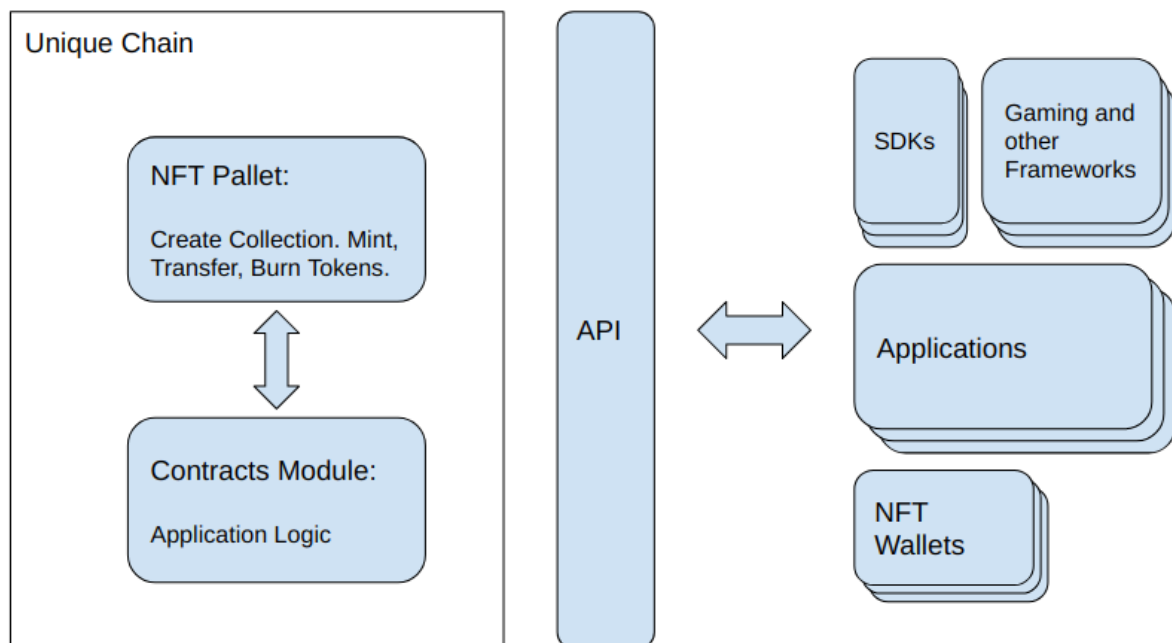 Unique Chain
NFT Pallet:
Create Collection. Mint,
Transfer, Burn Tokens.
Contracts Module:
Application Logic
API
SDKs
Gaming and
other
Frameworks
Applications
NFT
Wallets